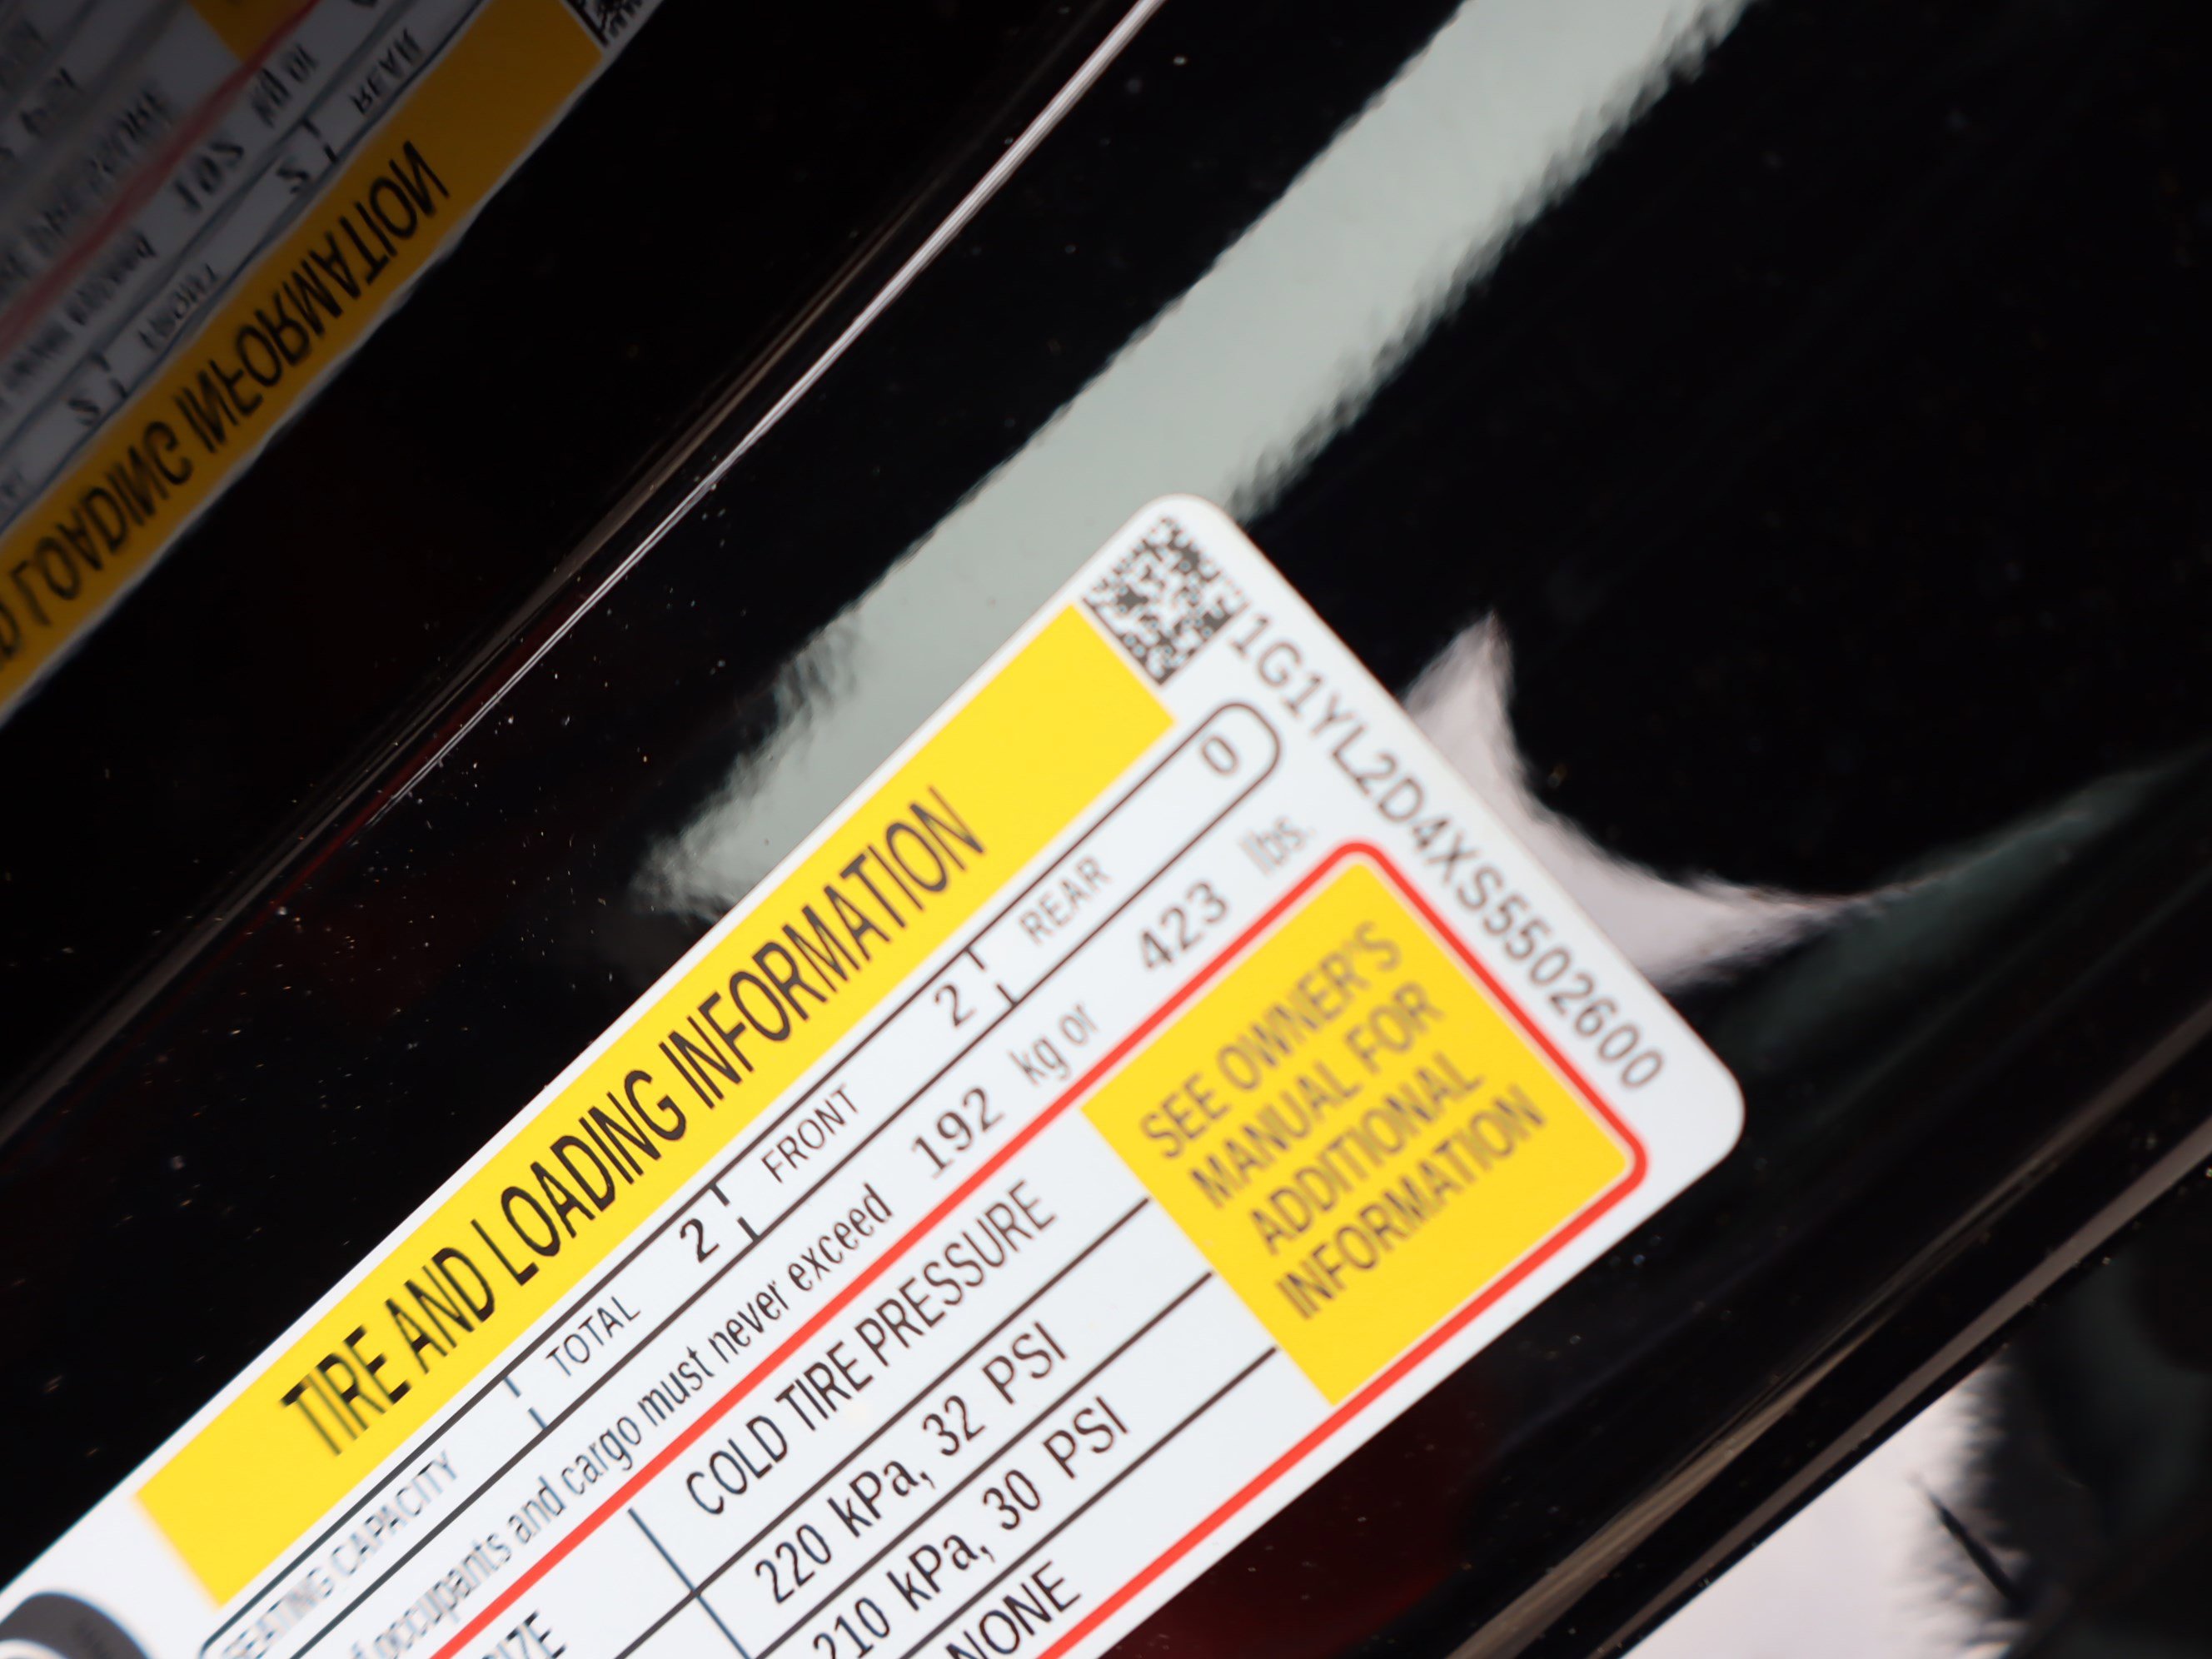 1G1YL2D4XS5502600
TIRE AND LOADING INFORMATION
SEATING CAPACITY TOTAL 2 FRONT 2 REAR 0
occupants and cargo must never exceed 192 kg or 423 lbs.
COLD TIRE PRESSURE
220 kPa, 32 PSI
210 kPa, 30 PSI
NONE
SEE OWNER'S
MANUAL FOR
ADDITIONAL
INFORMATION
LOADING INFORMATION